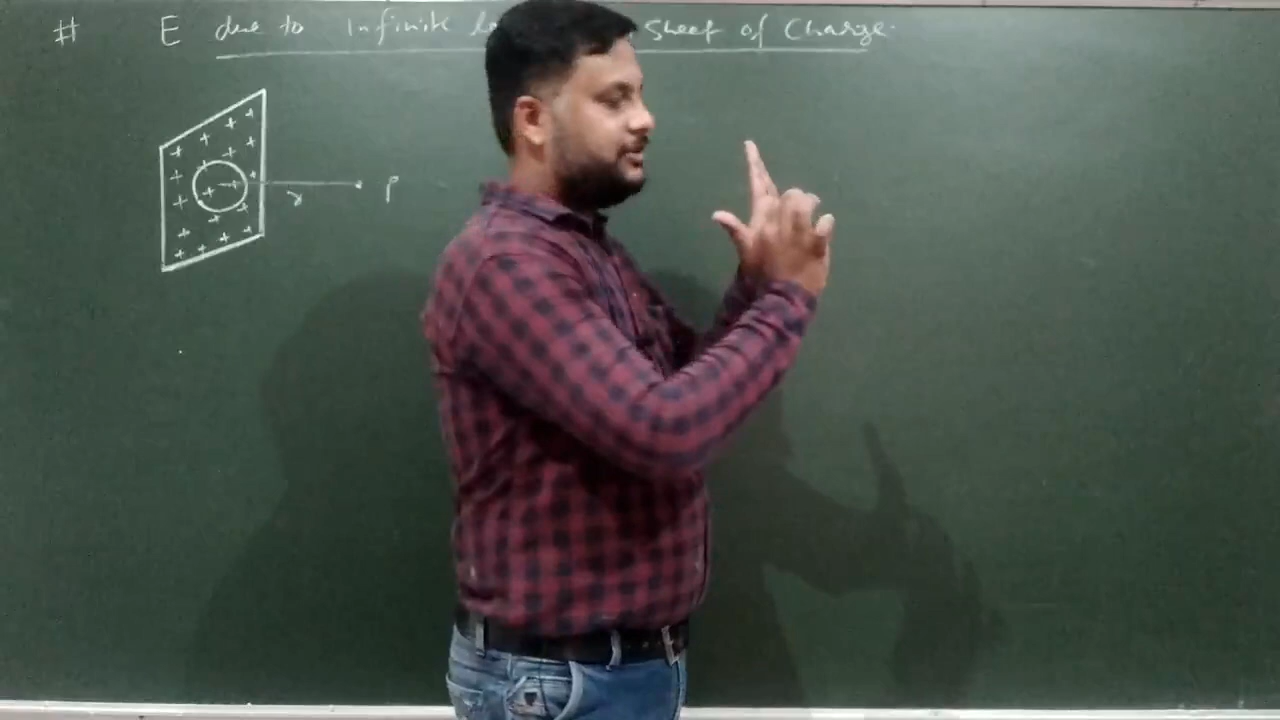 # E due to Infinite Sheet of Charge.
+ + + + + + + + + + + + + + + + + + +
r P